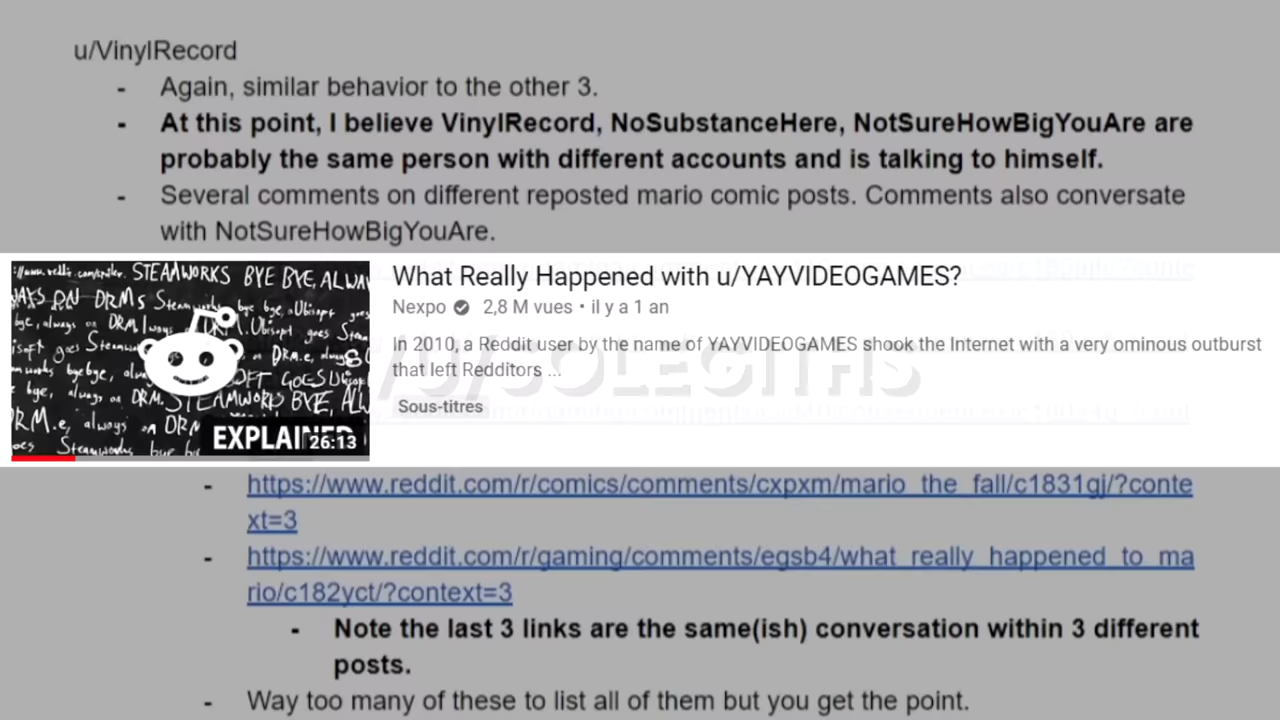 u/VinylRecord
- Again, similar behavior to the other 3.
- At this point, I believe VinylRecord, NoSubstanceHere, NotSureHowBigYouAre are
probably the same person with different accounts and is talking to himself.
- Several comments on different reposted mario comic posts. Comments also conversate
with NotSureHowBigYouAre.
://www.reddit.com/ STEAMWORKS BYE BYE, ALWA
DRMs
EXPLAINED
26:13
What Really Happened with u/YAYVIDEOGAMES?
Nexpo 2,8 M vues • il y a 1 an
In 2010, a Reddit user by the name of YAYVIDEOGAMES shook the Internet with a very ominous outburst
that left Redditors ...
Sous-titres
- https://www.reddit.com/r/comics/comments/cxpxm/mario_the_fall/c1831gj/?conte
xt=3
- https://www.reddit.com/r/gaming/comments/egsb4/what_really_happened_to_ma
rio/c182yct/?context=3
- Note the last 3 links are the same(ish) conversation within 3 different
posts.
- Way too many of these to list all of them but you get the point.